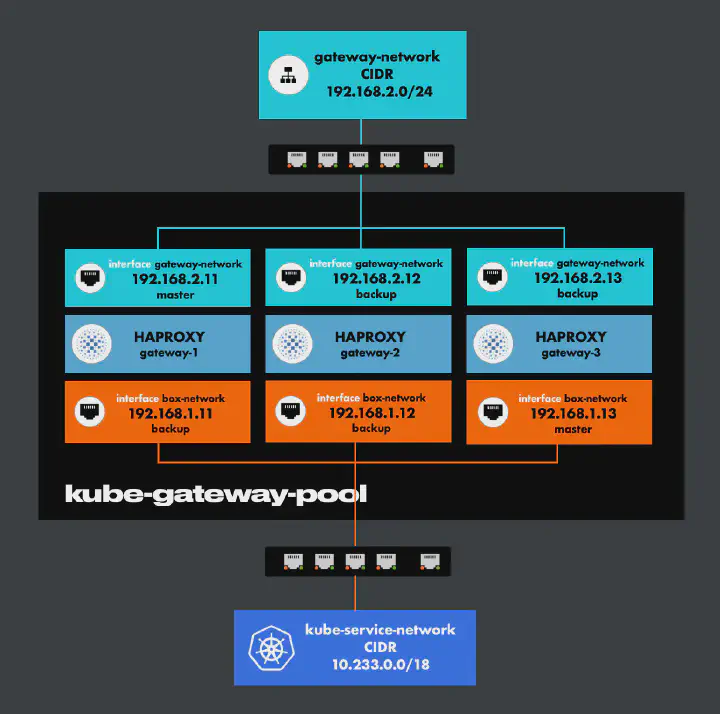 gateway-network
CIDR
192.168.2.0/24
interface gateway-network
192.168.2.11
master
interface gateway-network
192.168.2.12
backup
interface gateway-network
192.168.2.13
backup
HAPROXY
gateway-1
HAPROXY
gateway-2
HAPROXY
gateway-3
interface box-network
192.168.1.11
backup
interface box-network
192.168.1.12
backup
interface box-network
192.168.1.13
master
kube-gateway-pool
kube-service-network
CIDR
10.233.0.0/18